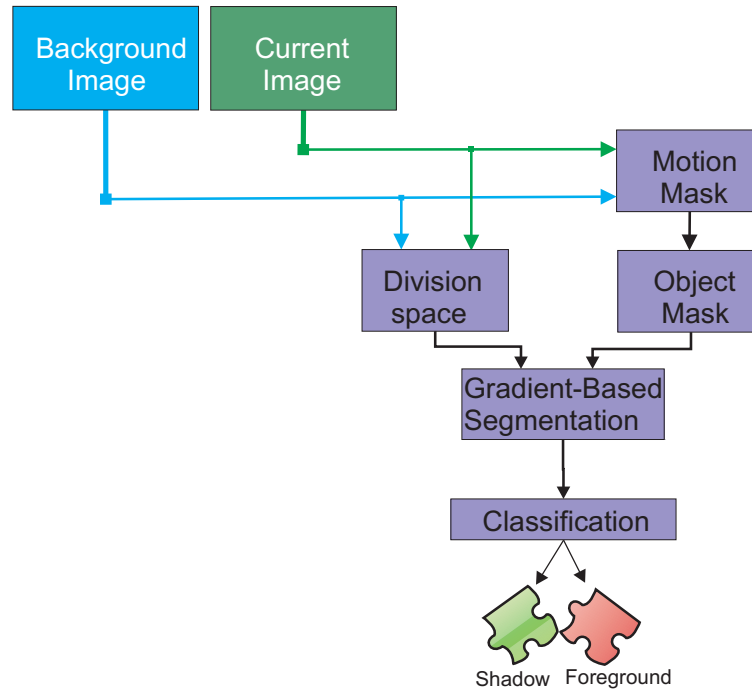 Background
Image
Current
Image
Motion
Mask
Division
space
Object
Mask
Gradient-Based
Segmentation
Classification
Shadow
Foreground